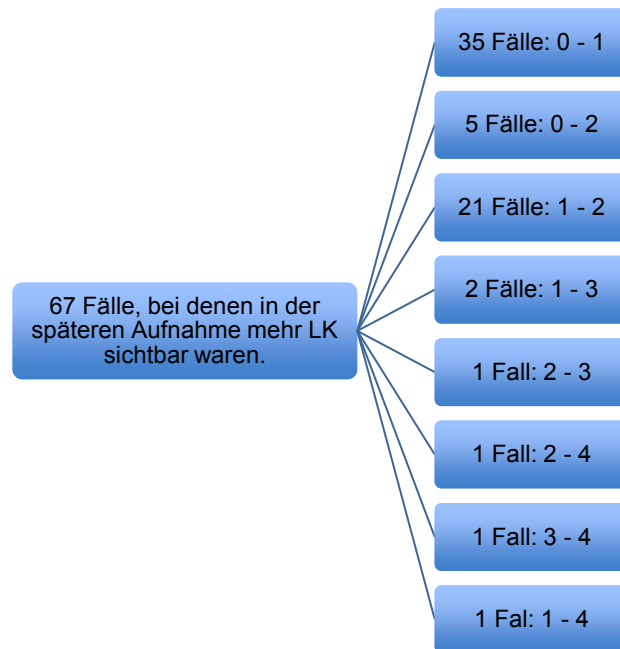 35 Fälle: 0 - 1
5 Fälle: 0 - 2
21 Fälle: 1 - 2
2 Fälle: 1 - 3
67 Fälle, bei denen in der
späteren Aufnahme mehr LK
sichtbar waren.
1 Fall: 2 - 3
1 Fall: 2 - 4
1 Fall: 3 - 4
1 Fal: 1 - 4